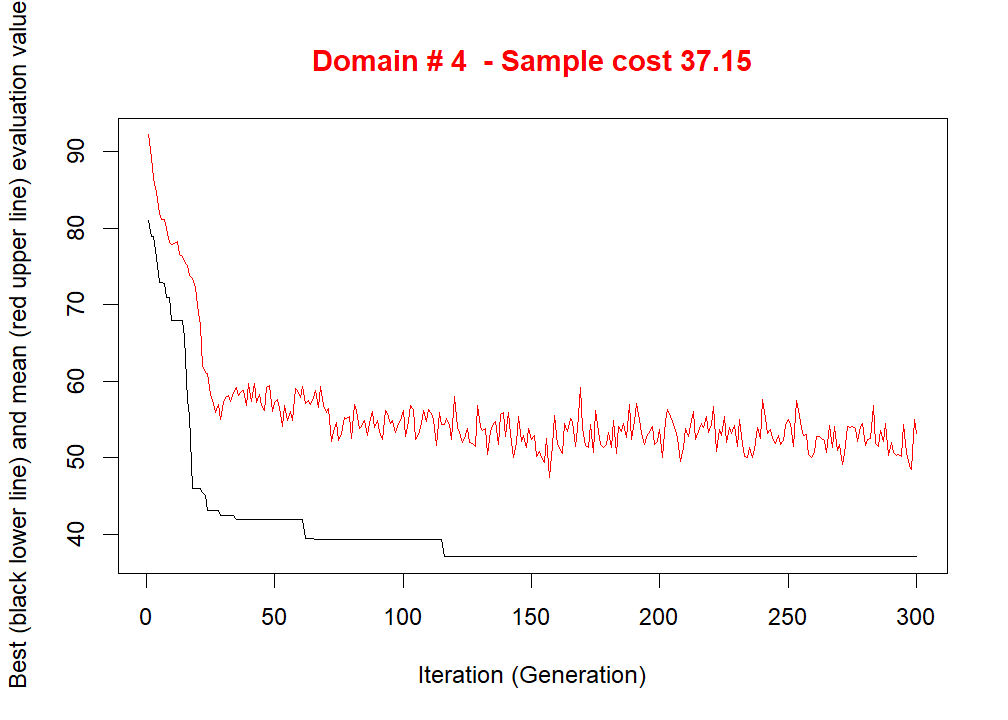 Domain # 4  - Sample cost 37.15
Best (black lower line) and mean (red upper line) evaluation value
90
80
70
60
50
40
0 50 100 150 200 250 300
Iteration (Generation)